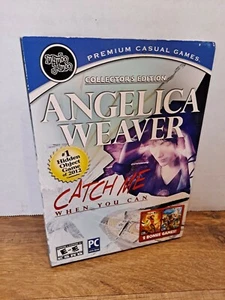 PREMIUM CASUAL GAMES
COLLECTOR'S EDITION
ANGELICA
WEAVER
#1
Hidden
Object
Game of
2012
CATCH ME
WHEN YOU CAN
2 BONUS GAMES!
E
PC